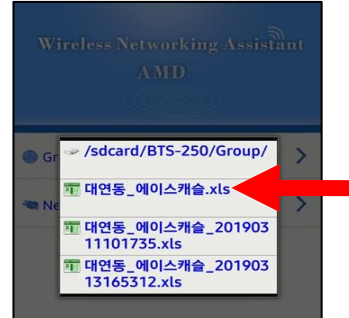 Wireless Networking Assistant
AMD
/sdcard/BTS-250/Group/
Gr
대연동_에이스캐슬.xls
Ne
대연동_에이스캐슬_201903
11101735.xls
대연동_에이스캐슬_201903
13165312.xls